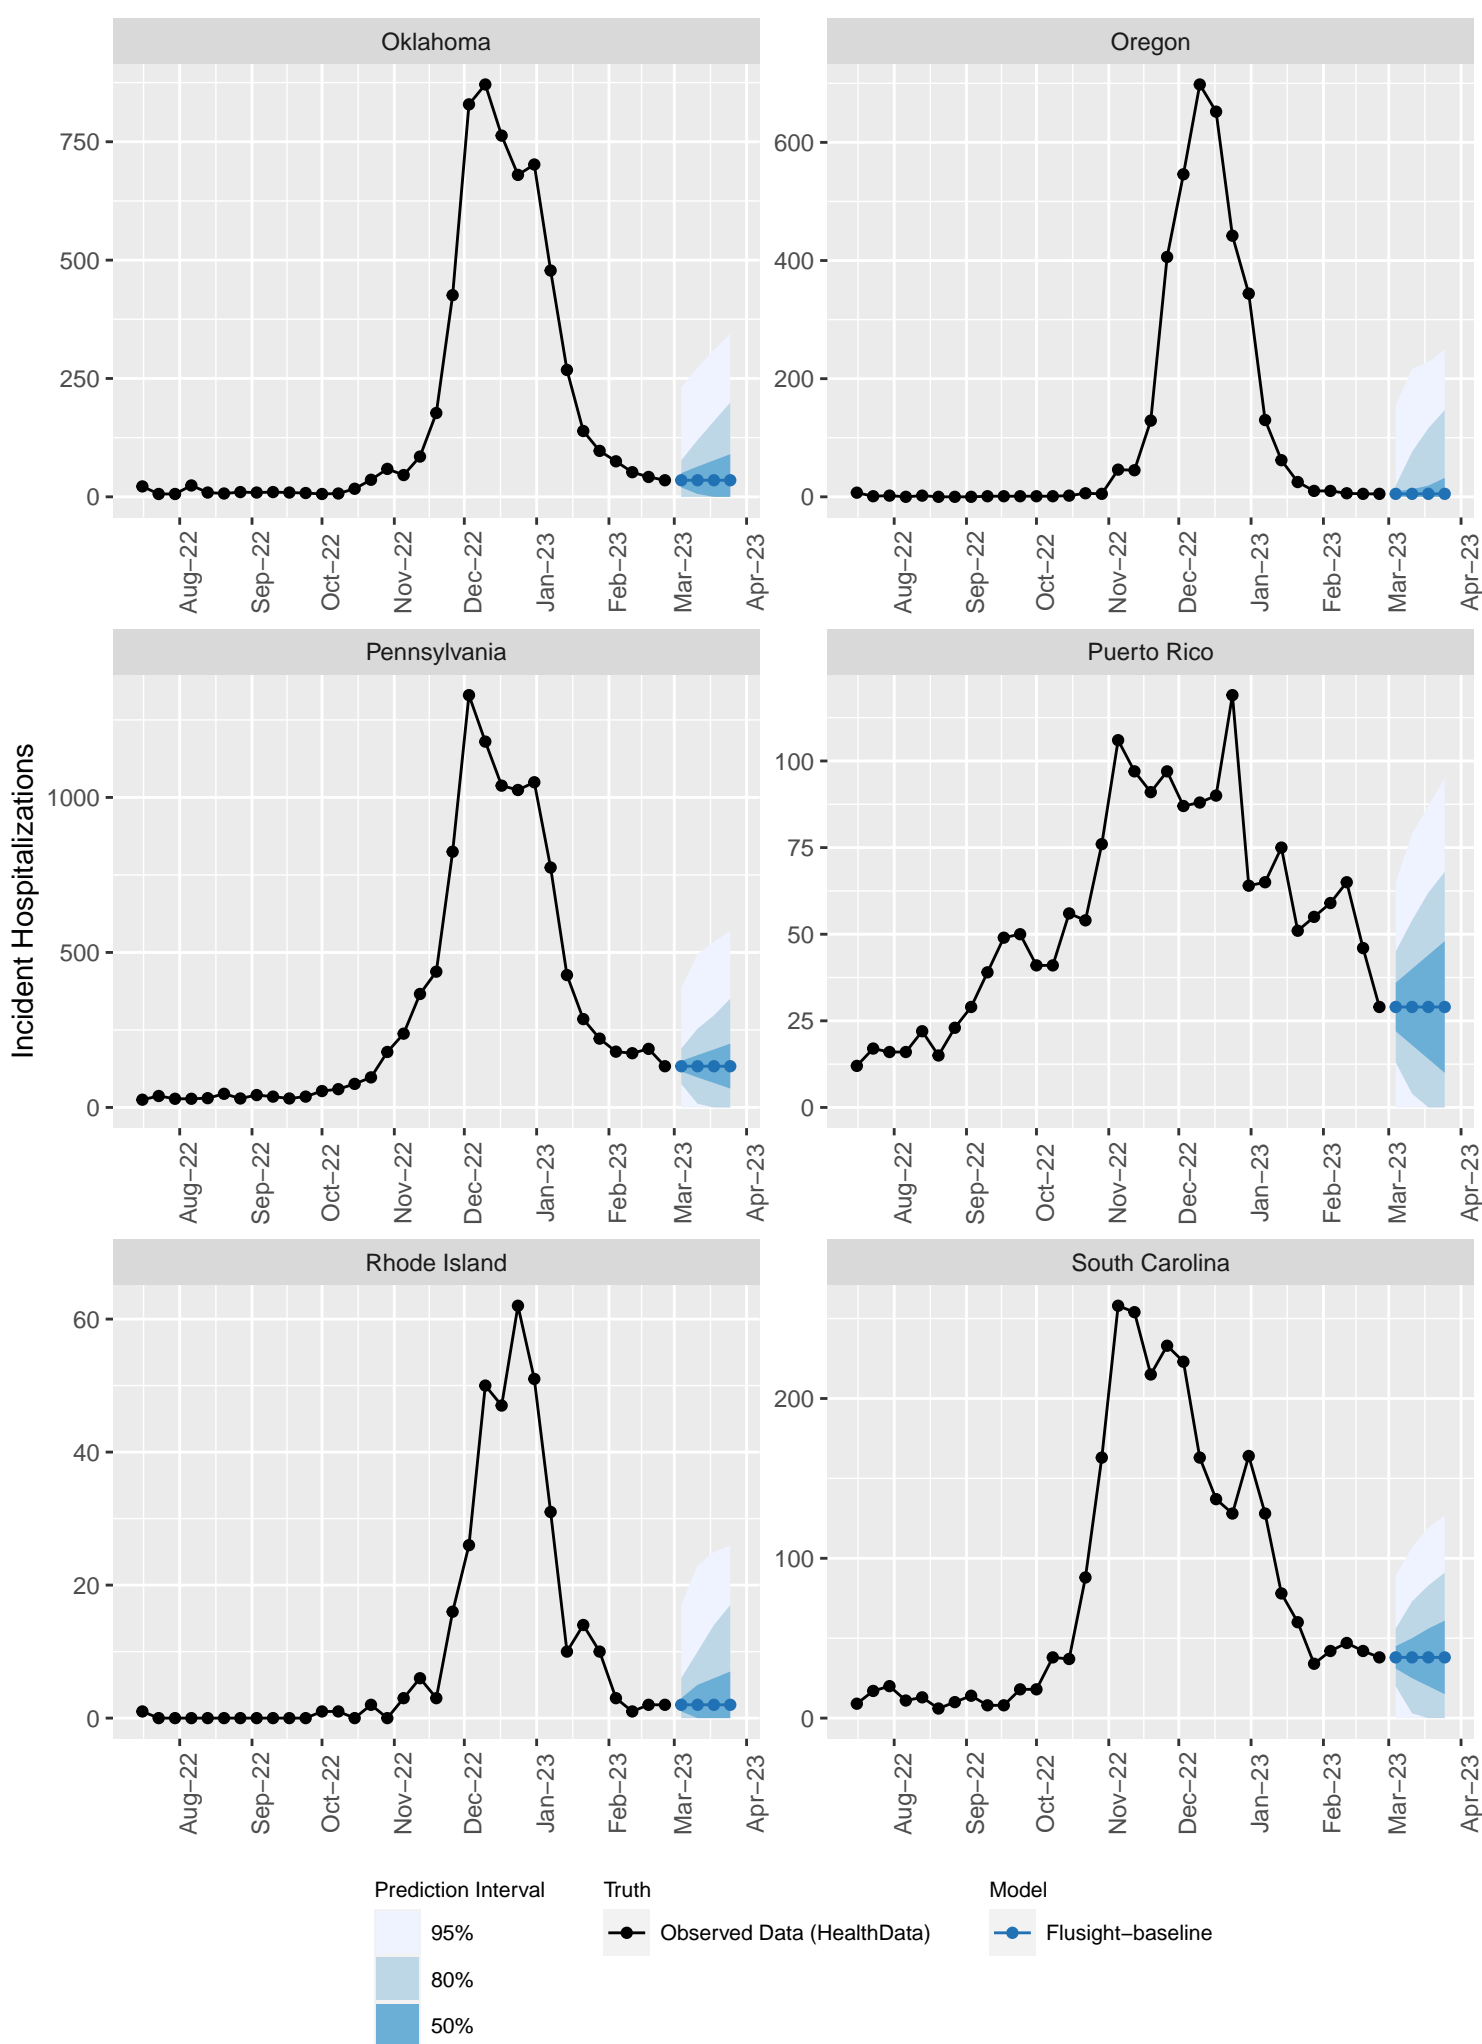 Oklahoma
Oregon
750
500
250
0
600
400
200
0
Aug−22
Sep−22
Oct−22
Nov−22
Dec−22
Jan−23
Feb−23
Mar−23
Apr−23
Aug−22
Sep−22
Oct−22
Nov−22
Dec−22
Jan−23
Feb−23
Mar−23
Apr−23
Incident Hospitalizations
Pennsylvania
Puerto Rico
1000
500
0
100
75
50
25
0
Aug−22
Sep−22
Oct−22
Nov−22
Dec−22
Jan−23
Feb−23
Mar−23
Apr−23
Aug−22
Sep−22
Oct−22
Nov−22
Dec−22
Jan−23
Feb−23
Mar−23
Apr−23
Rhode Island
South Carolina
60
40
20
0
200
100
0
Aug−22
Sep−22
Oct−22
Nov−22
Dec−22
Jan−23
Feb−23
Mar−23
Apr−23
Aug−22
Sep−22
Oct−22
Nov−22
Dec−22
Jan−23
Feb−23
Mar−23
Apr−23
Prediction Interval
95%
80%
50%
Truth
Observed Data (HealthData)
Model
Flusight−baseline